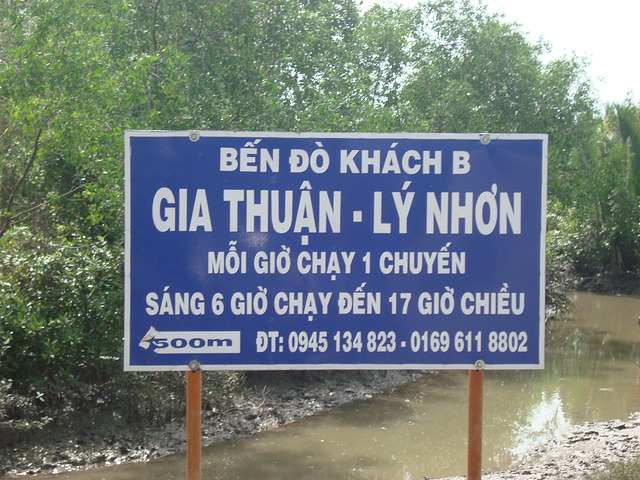 BẾN ĐÒ KHÁCH B
GIA THUẬN - LÝ NHƠN
MỖI GIỜ CHẠY 1 CHUYẾN
SÁNG 6 GIỜ CHẠY ĐẾN 17 GIỜ CHIỀU
500m ĐT: 0945 134 823 - 0169 611 8802